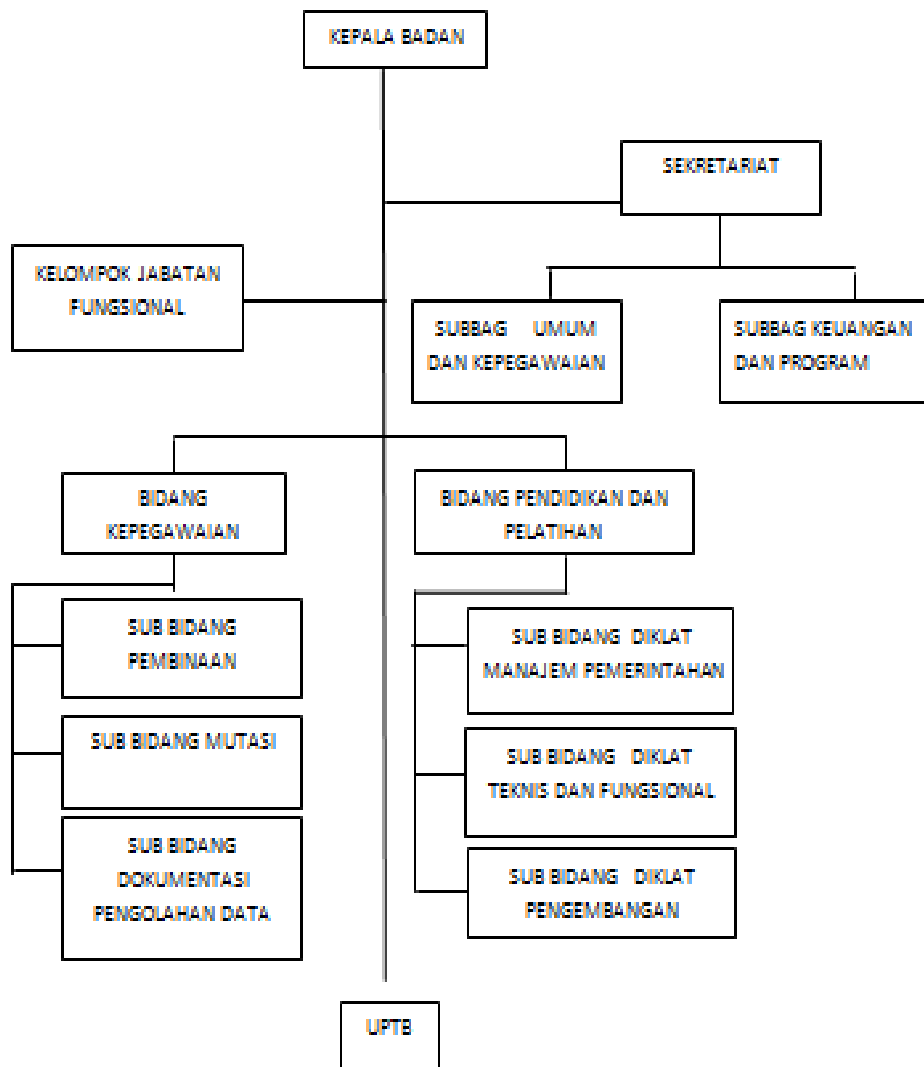 KEPALA BADAN
SEKRETARIAT
KELOMPOK JABATAN
FUNGSIONAL
SUBBAG UMUM
DAN KEPEGAWAIAN
SUBBAG KEUANGAN
DAN PROGRAM
BIDANG
KEPEGAWAIAN
BIDANG PENDIDIKAN DAN
PELATIHAN
SUB BIDANG
PEMBINAAN
SUB BIDANG MUTASI
SUB BIDANG
DOKUMENTASI
PENGOLAHAN DATA
SUB BIDANG DIKLAT
MANAJEM PEMERINTAHAN
SUB BIDANG DIKLAT
TEKNIS DAN FUNGSIONAL
SUB BIDANG DIKLAT
PENGEMBANGAN
UPTB